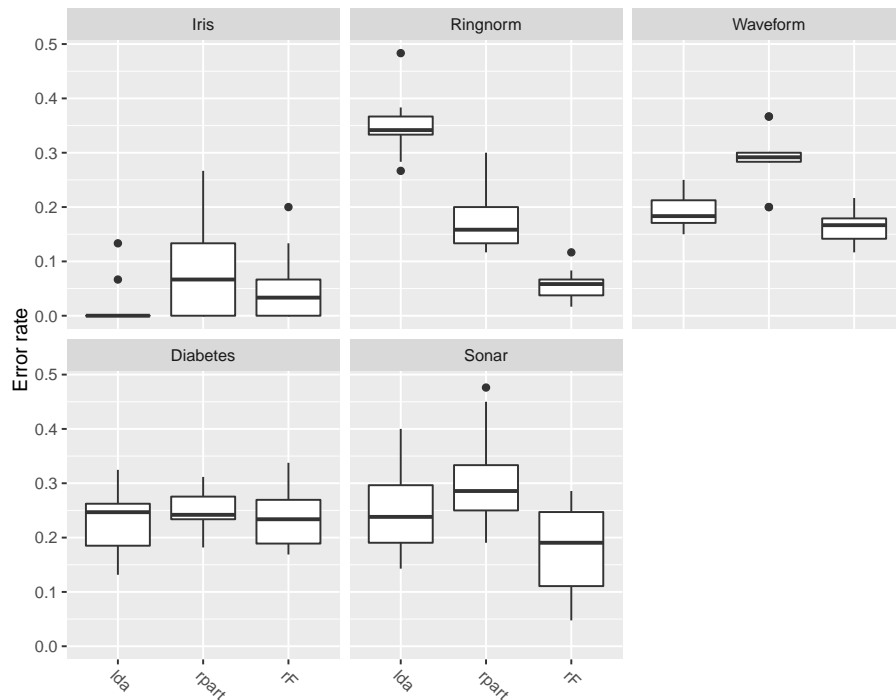 Iris
Ringnorm
Waveform
0.5
0.4
0.3
0.2
0.1
0.0
Error rate
Diabetes
Sonar
0.5
0.4
0.3
0.2
0.1
0.0
lda
rpart
rF
lda
rpart
rF